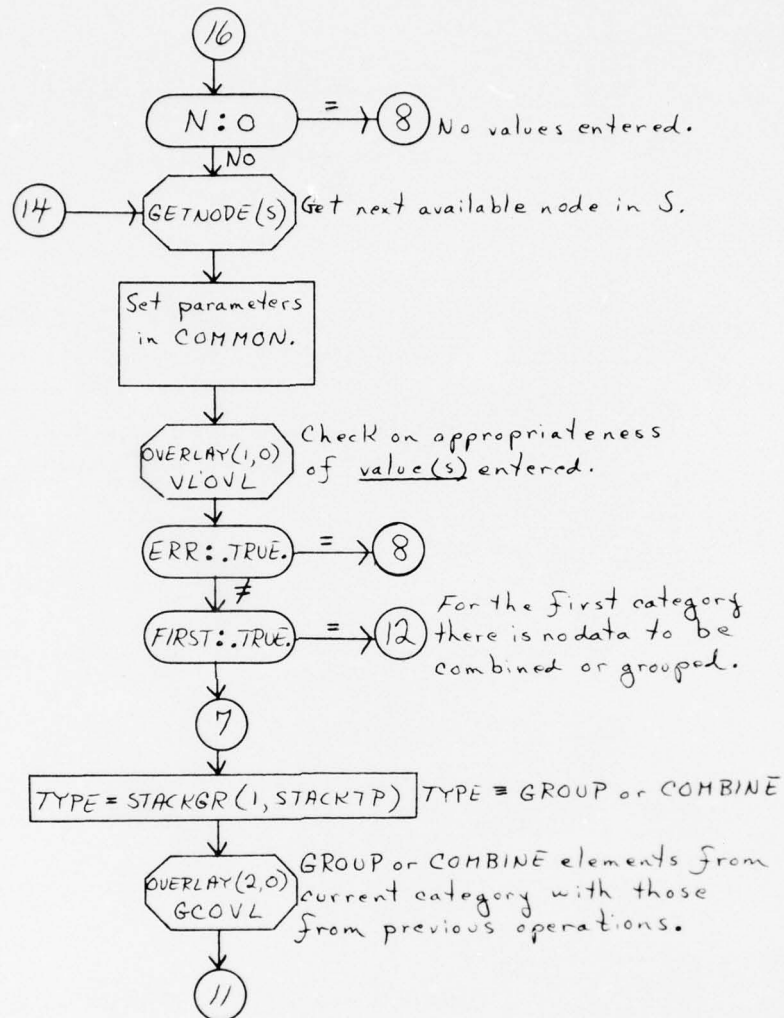 16
N:0
=
8
No values entered.
NO
14
GETNODE(S)
Get next available node in S.
Set parameters
in COMMON.
OVERLAY(1,0)
VLOVL
Check on appropriateness
of value(s) entered.
ERR:.TRUE.
=
8
≠
FIRST:.TRUE.
=
12
For the first category
there is no data to be
combined or grouped.
7
TYPE=STACKGR(1,STACKTP)
TYPE ≡ GROUP or COMBINE
OVERLAY(2,0)
GCOVL
GROUP or COMBINE elements from
current category with those
from previous operations.
11